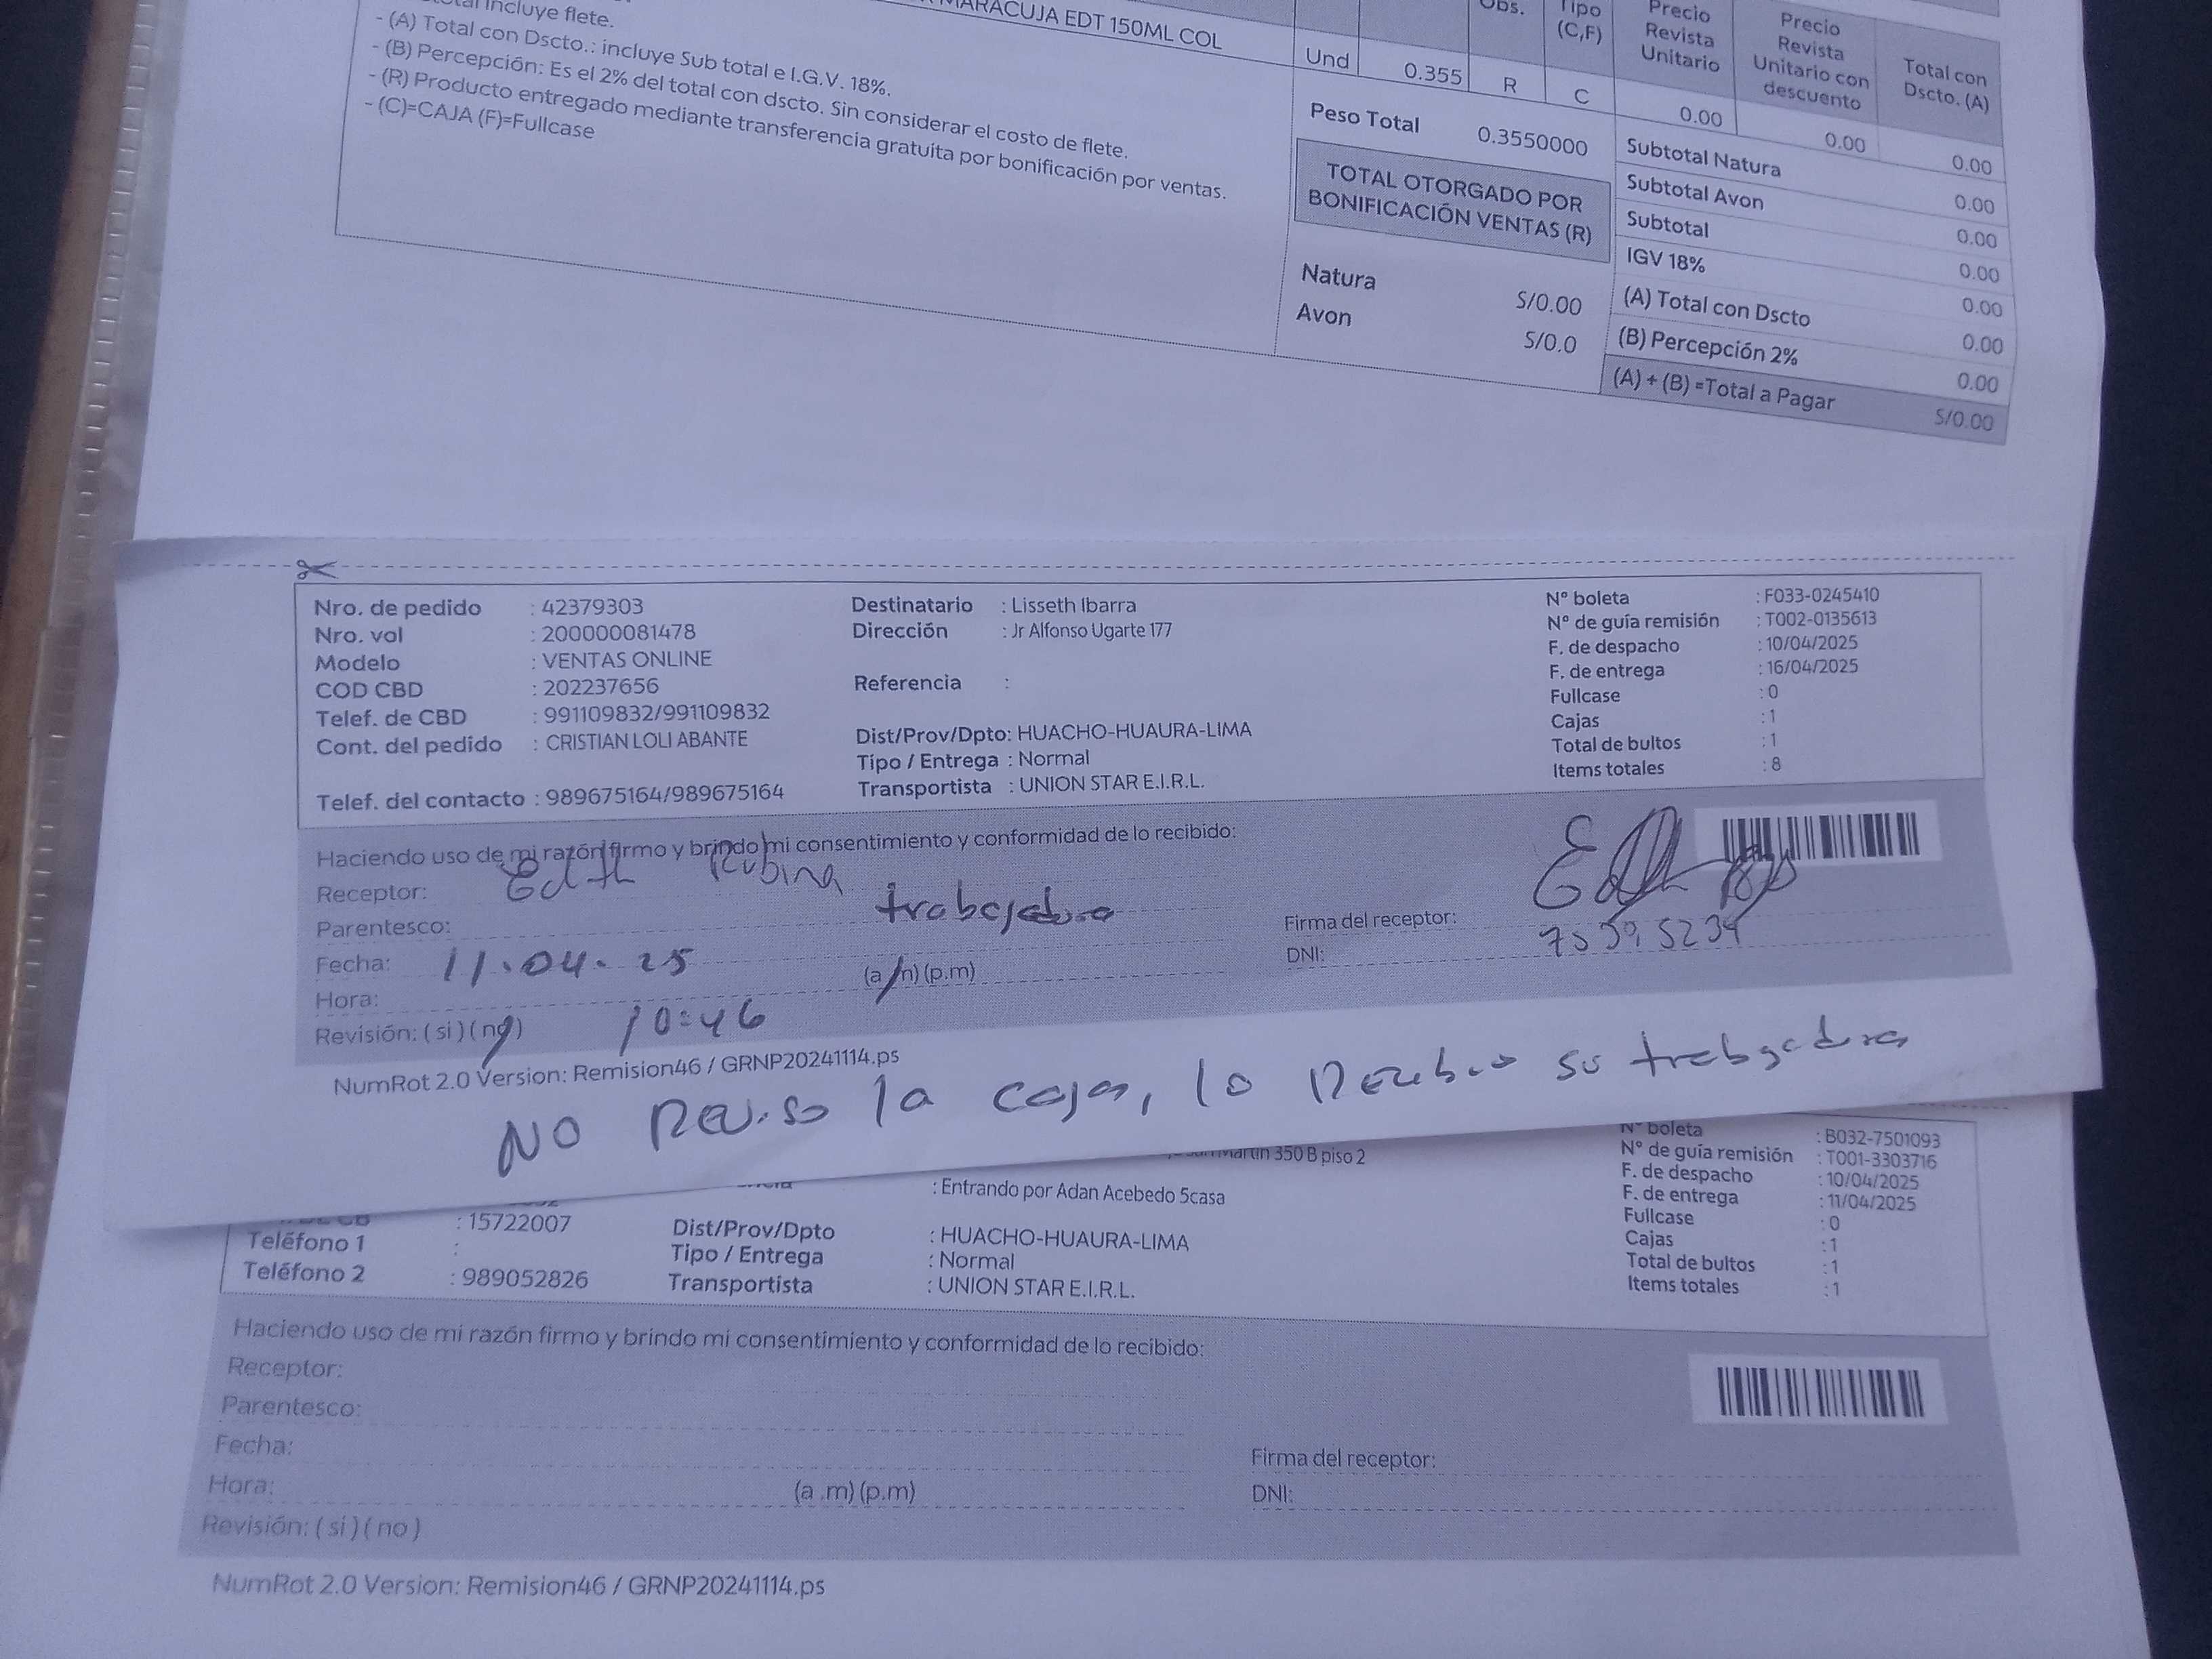 incluye flete.
- (A) Total con Dscto.: incluye Sub total e I.G.V. 18%.
- (B) Percepción: Es el 2% del total con dscto. Sin considerar el costo de flete.
- (R) Producto entregado mediante transferencia gratuita por bonificación por ventas.
- (C)=CAJA (F)=Fullcase
MARACUJA EDT 150ML COL
Obs. Tipo (C,F) Precio Revista Unitario Precio Revista Unitario con descuento Total con Dscto. (A)
Und 0.355 R C 0.00 0.00 0.00
Peso Total 0.3550000
TOTAL OTORGADO POR
BONIFICACIÓN VENTAS (R)
Natura S/0.00
Avon S/0.0
Subtotal Natura 0.00
Subtotal Avon 0.00
Subtotal 0.00
IGV 18% 0.00
(A) Total con Dscto 0.00
(B) Percepción 2% 0.00
(A) + (B) =Total a Pagar S/0.00
Nro. de pedido : 42379303
Nro. val : 200000081478
Modelo : VENTAS ONLINE
COD CBD : 202237656
Telef. de CBD : 991109832/991109832
Cont. del pedido : CRISTIAN LOLI ABANTE
Telef. del contacto : 989675164/989675164
Destinatario : Lisseth Ibarra
Dirección : Jr Alfonso Ugarte 177
Referencia :
Dist/Prov/Dpto: HUACHO-HUAURA-LIMA
Tipo / Entrega : Normal
Transportista : UNION STAR E.I.R.L.
N° boleta : F033-0245410
N° de guía remisión : T002-0135613
F. de despacho : 10/04/2025
F. de entrega : 16/04/2025
Fullcase : 0
Cajas : 1
Total de bultos : 1
Items totales : 8
Haciendo uso de mi razón firmo y brindo mi consentimiento y conformidad de lo recibido:
Receptor: Edith Rubina
Parentesco: trabajadora
Fecha: 11.04.25
Hora: 10:46 (a.m) (p.m)
Revisión: (si) (no)
Firma del receptor:
DNI:
NumRot 2.0 Version: Remision46 / GRNP20241114.ps
NO Reviso la caja, lo Recibio su trabajadora
Martin 350 B piso 2
: Entrando por Adan Acebedo 5casa
: 15722007
Teléfono 1 :
Teléfono 2 : 989052826
Dist/Prov/Dpto : HUACHO-HUAURA-LIMA
Tipo / Entrega : Normal
Transportista : UNION STAR E.I.R.L.
N° boleta : B032-7501093
N° de guía remisión : T001-3303716
F. de despacho : 10/04/2025
F. de entrega : 11/04/2025
Fullcase : 0
Cajas : 1
Total de bultos : 1
Items totales : 1
Haciendo uso de mi razón firmo y brindo mi consentimiento y conformidad de lo recibido:
Receptor:
Parentesco:
Fecha:
Hora: (a .m) (p.m)
Revisión: ( si ) ( no )
Firma del receptor:
DNI:
NumRot 2.0 Version: Remision46 / GRNP20241114.ps